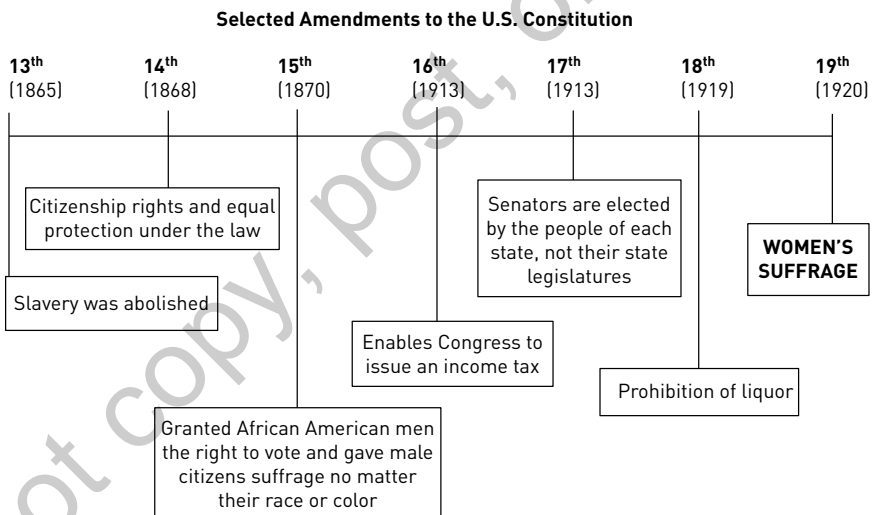 Selected Amendments to the U.S. Constitution
13th
(1865)
14th
(1868)
15th
(1870)
16th
(1913)
17th
(1913)
18th
(1919)
19th
(1920)
Citizenship rights and equal
protection under the law
Slavery was abolished
Senators are elected
by the people of each
state, not their state
legislatures
WOMEN'S
SUFFRAGE
Enables Congress to
issue an income tax
Prohibition of liquor
Granted African American men
the right to vote and gave male
citizens suffrage no matter
their race or color
ot copy, post, o